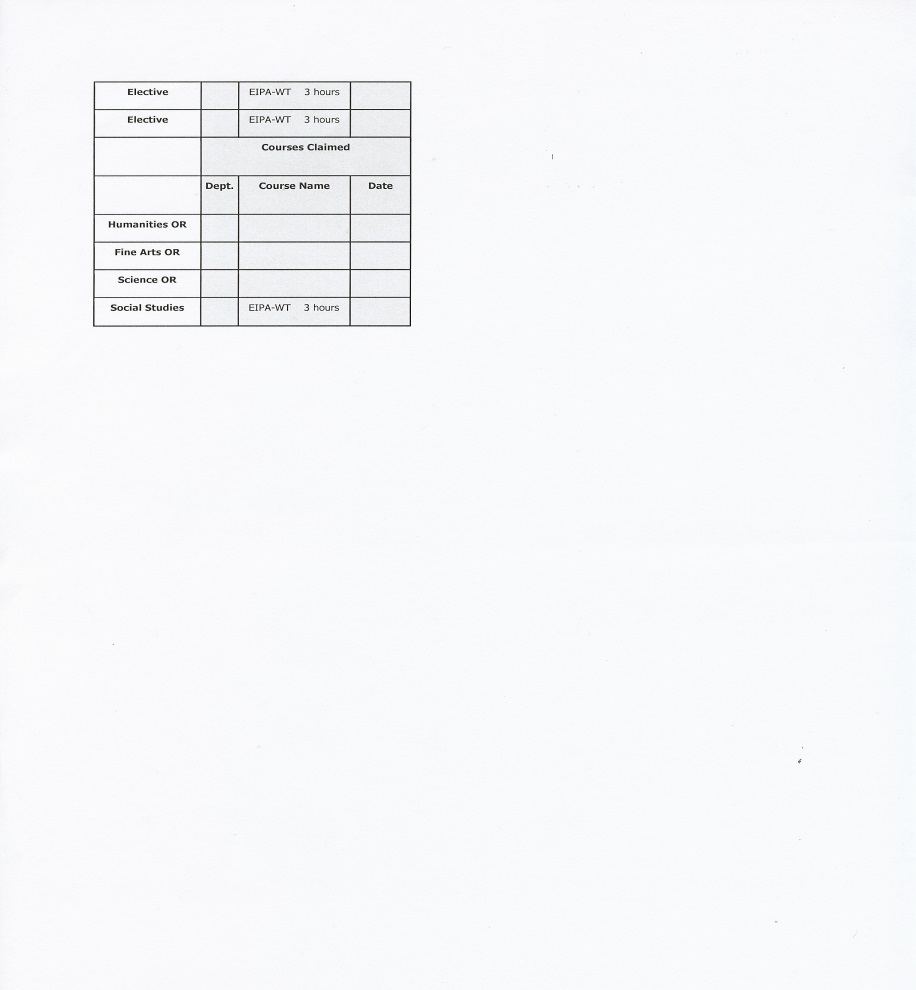 Elective EIPA-WT 3 hours
Elective EIPA-WT 3 hours
Courses Claimed
Dept. Course Name Date
Humanities OR
Fine Arts OR
Science OR
Social Studies EIPA-WT 3 hours